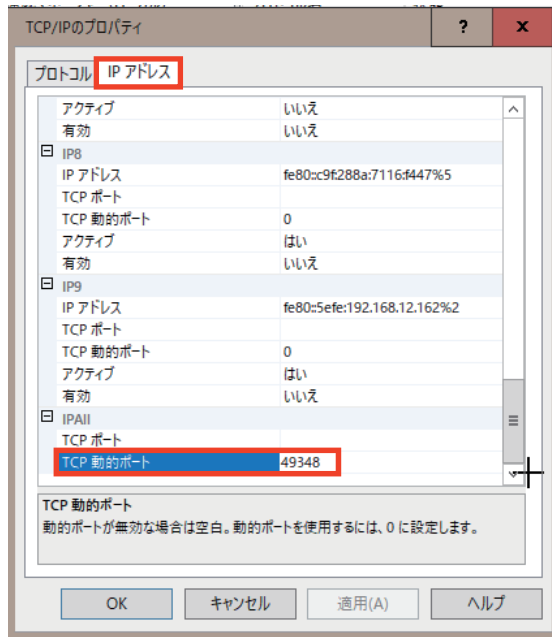 TCP/IPのプロパティ ? x
プロトコル IP アドレス
アクティブ いいえ
有効 いいえ
IP8
IP アドレス fe80::c9f:288a:7116:f447%5
TCP ポート
TCP 動的ポート 0
アクティブ はい
有効 いいえ
IP9
IP アドレス fe80::5efe:192.168.12.162%2
TCP ポート
TCP 動的ポート 0
アクティブ はい
有効 いいえ
IPAll
TCP ポート
TCP 動的ポート 49348
TCP 動的ポート
動的ポートが無効な場合は空白。動的ポートを使用するには、0 に設定します。
OK キャンセル 適用(A) ヘルプ